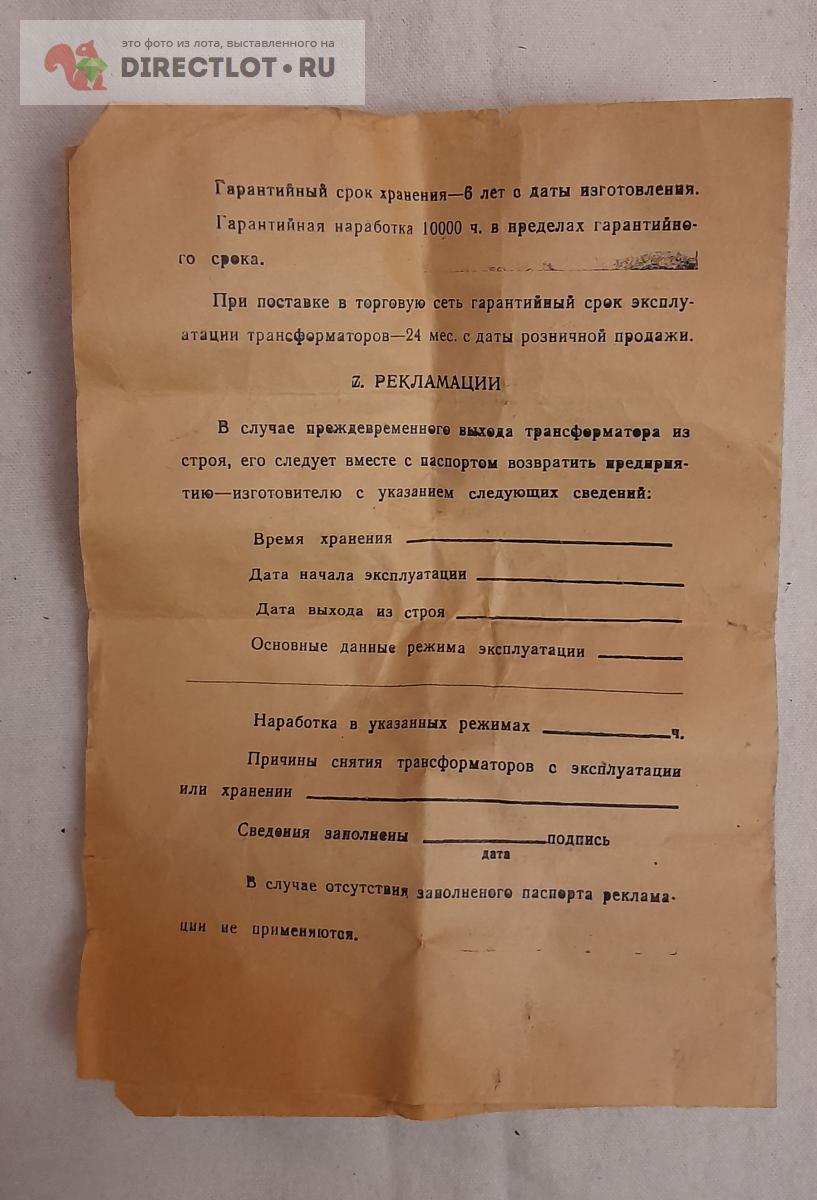 это фото из лота, выставленного на
DIRECTLOT.RU
Гарантийный срок хранения—6 лет с даты изготовления.
Гарантийная наработка 10000 ч. в пределах гарантийно-
го срока.
При поставке в торговую сеть гарантийный срок эксплу-
атации трансформаторов—24 мес. с даты розничной продажи.
7. РЕКЛАМАЦИИ
В случае преждевременного выхода трансформатора из
строя, его следует вместе с паспортом возвратить предприя-
тию—изготовителю с указанием следующих сведений:
Время хранения
Дата начала эксплуатации
Дата выхода из строя
Основные данные режима эксплуатации
Наработка в указанных режимах ч.
Причины снятия трансформаторов с эксплуатации
или хранении
Сведения заполнены подпись
дата
В случае отсутствия заполненого паспорта реклама-
ции не применяются.